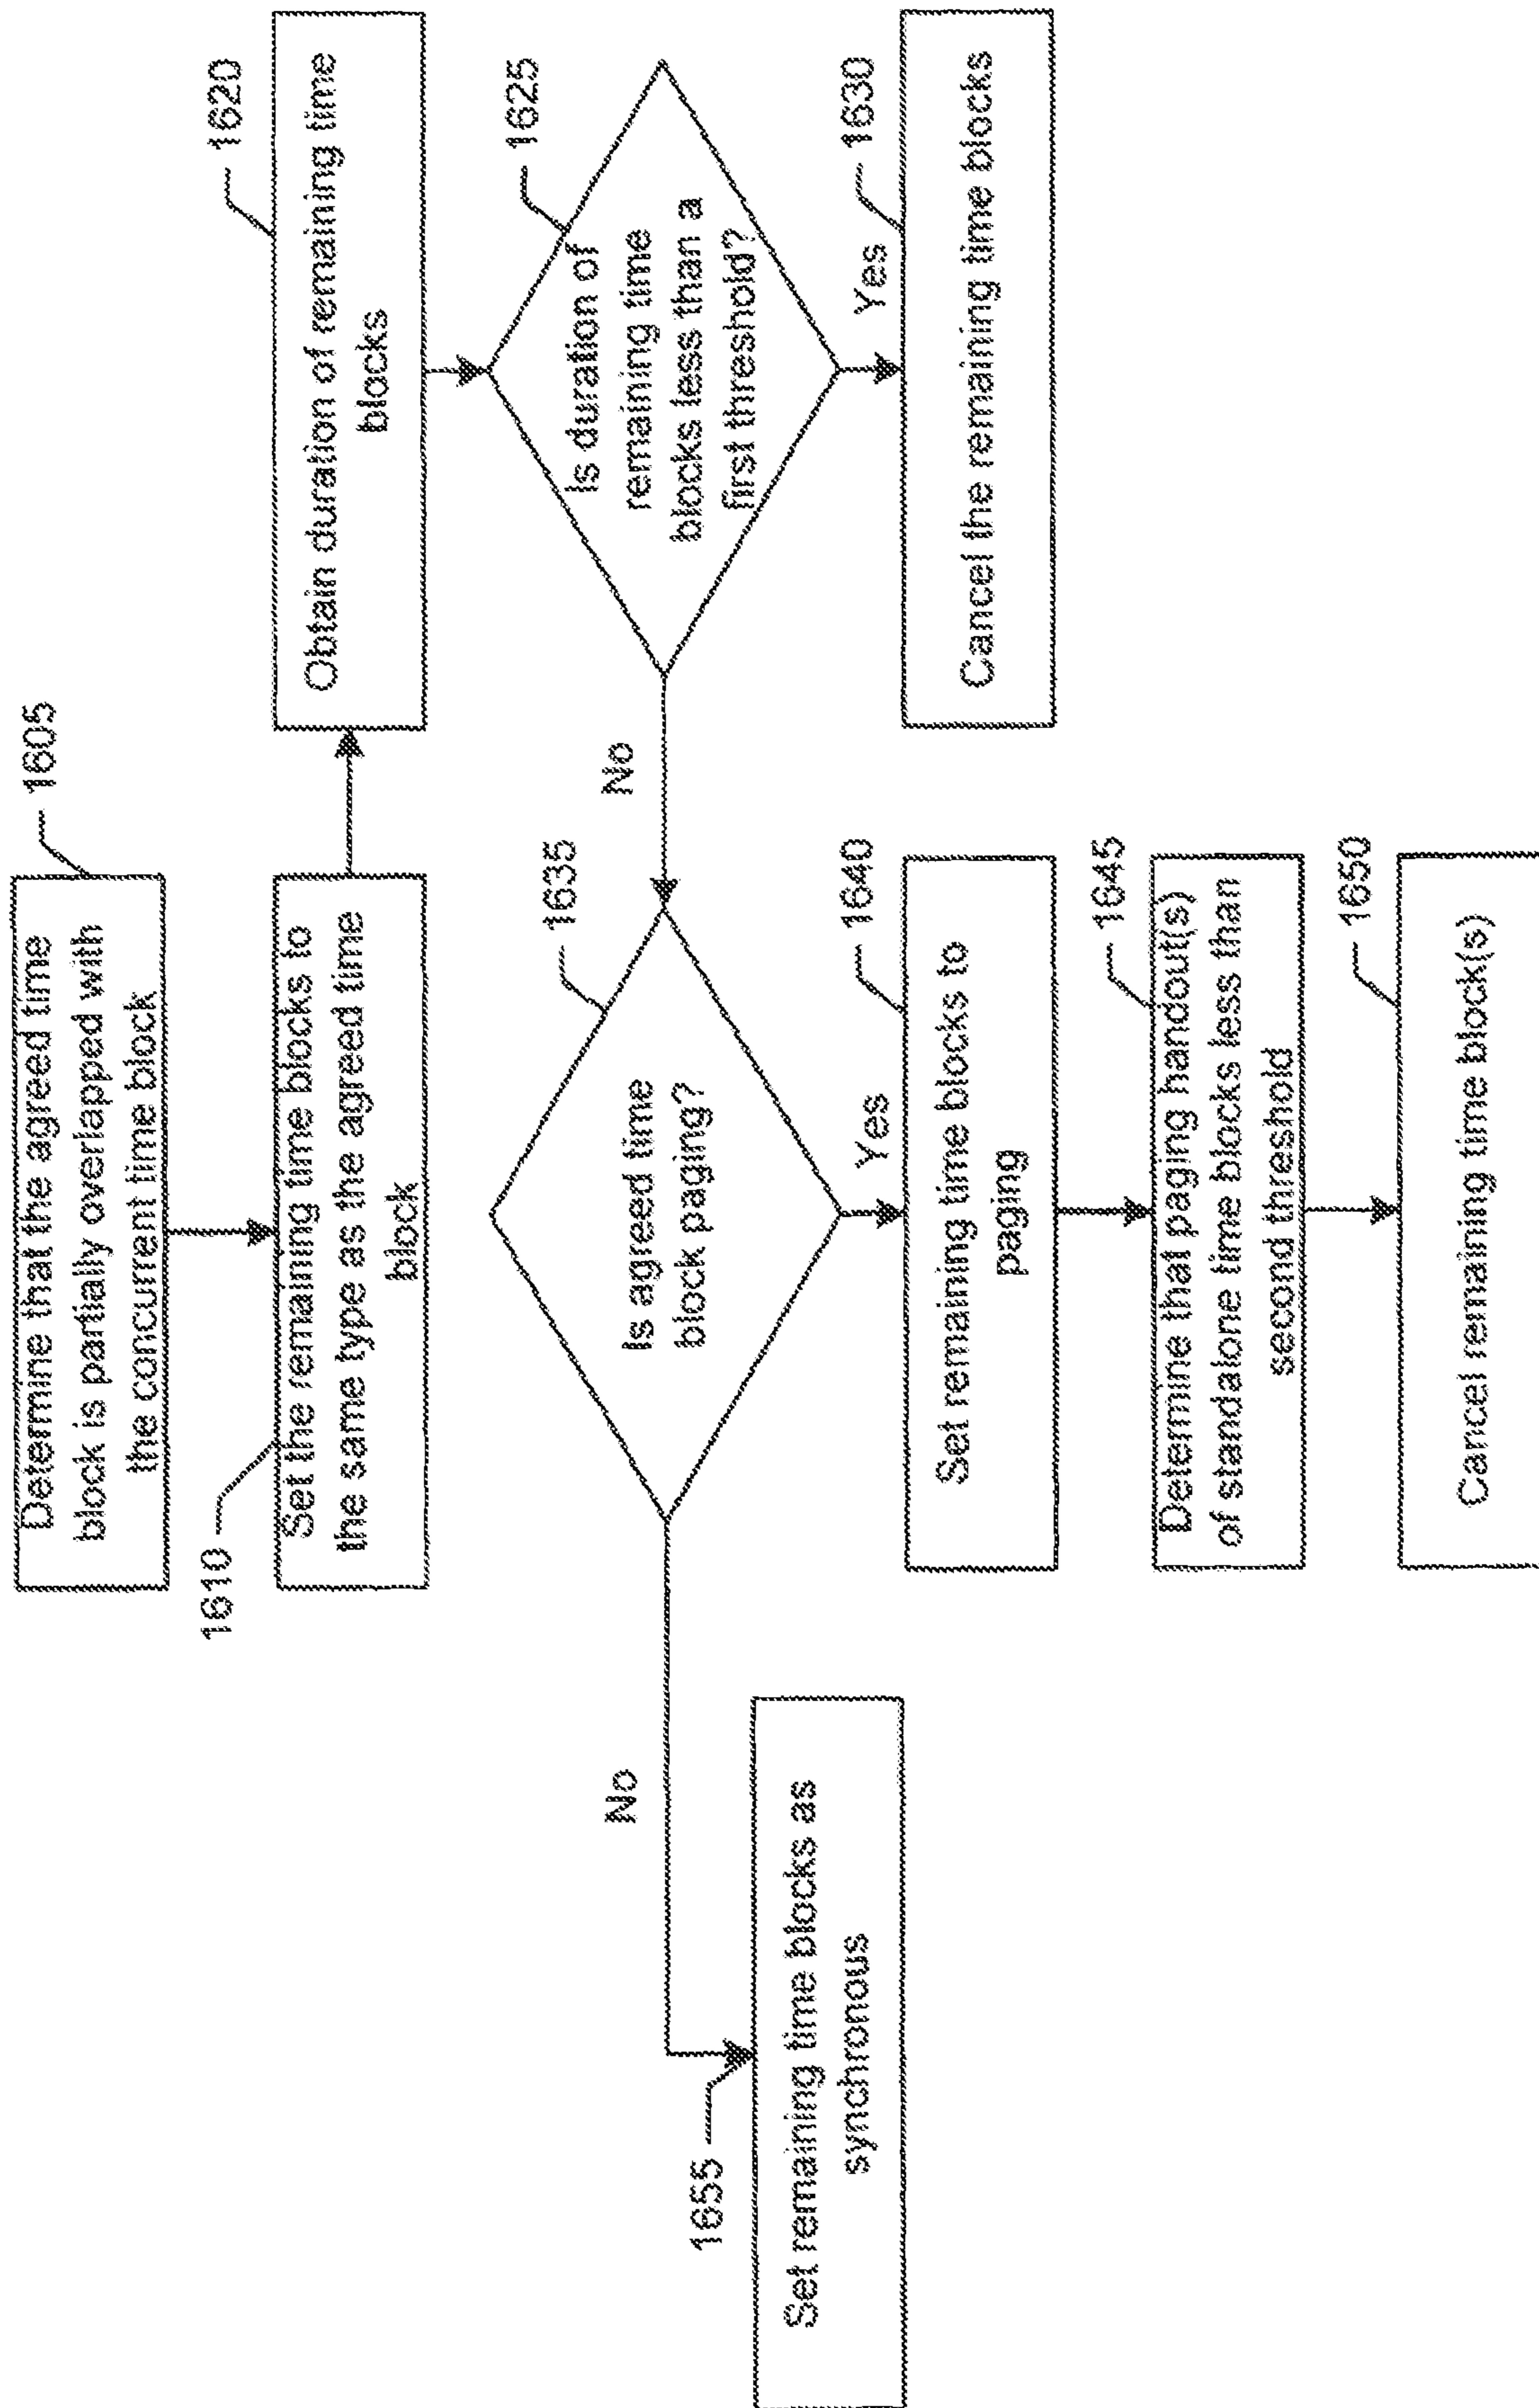 1605
Determine that the agreed time
block is partially overlapped with
the concurrent time block
1610
Set the remaining time blocks to
the same type as the agreed time
block
1620
Obtain duration of remaining time
blocks
1625
Is duration of
remaining time
blocks less than a
first threshold?
Yes
1630
Cancel the remaining time blocks
No
1635
Is agreed time
block paging?
Yes
1640
Set remaining time blocks to
paging
1645
Determine that paging handout(s)
of standalone time blocks less than
second threshold
1650
Cancel remaining time block(s)
No
1655
Set remaining time blocks as
synchronous